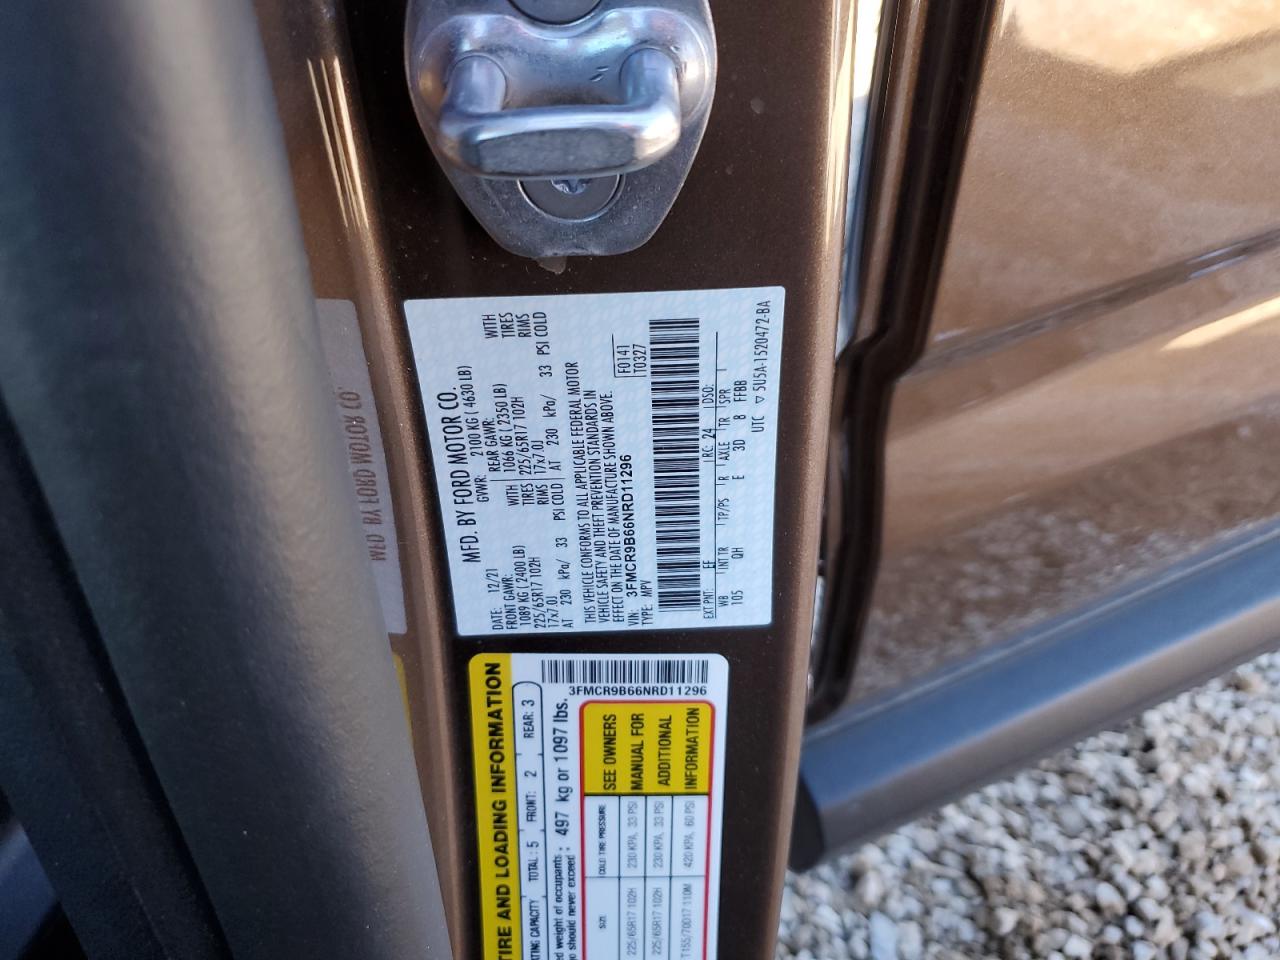 MFD. BY FORD MOTOR CO.
DATE: 12/21 GVWR: 2100 KG ( 4630 LB)
FRONT GAWR: REAR GAWR:
1089 KG ( 2400 LB) WITH 1066 KG ( 2350 LB) WITH
225/65R17 102H TIRES 225/65R17 102H TIRES
17x7.0J RIMS 17x7.0J RIMS
AT 230 kPa/ 33 PSI COLD AT 230 kPa/ 33 PSI COLD
THIS VEHICLE CONFORMS TO ALL APPLICABLE FEDERAL MOTOR
VEHICLE SAFETY AND THEFT PREVENTION STANDARDS IN
EFFECT ON THE DATE OF MANUFACTURE SHOWN ABOVE.
VIN: 3FMCR9B66NRD11296 F0141
TYPE: MPV T0327
EXT PNT: EF RC: 24 DSO:
WB INT TR TP/PS R AXLE TR SPR
105 QH E 3D 8 FFBB
UTC ▽ 5U5A-1520472-BA
MFD. BY FORD MOTOR CO.
TIRE AND LOADING INFORMATION
TING CAPACITY TOTAL: 5 FRONT: 2 REAR: 3
ed weight of occupants : 497 kg or 1097 lbs.
o should never exceed :
3FMCR9B66NRD11296
SIZE COLD TIRE PRESSURE SEE OWNERS
225/65R17 102H 230 KPA, 33 PSI MANUAL FOR
225/65R17 102H 230 KPA, 33 PSI ADDITIONAL
T155/70D17 110M 420 KPA, 60 PSI INFORMATION